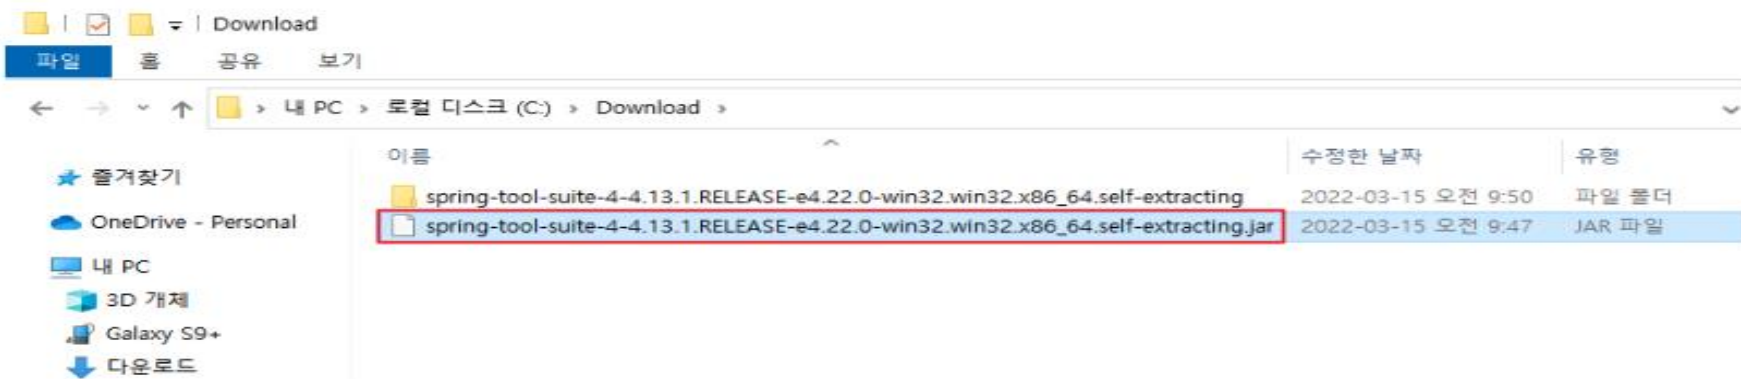 Download
파일 홈 공유 보기
내 PC > 로컬 디스크 (C:) > Download >
이름 수정한 날짜 유형
즐겨찾기
spring-tool-suite-4-4.13.1.RELEASE-e4.22.0-win32.win32.x86_64.self-extracting 2022-03-15 오전 9:50 파일 폴더
OneDrive - Personal
spring-tool-suite-4-4.13.1.RELEASE-e4.22.0-win32.win32.x86_64.self-extracting.jar 2022-03-15 오전 9:47 JAR 파일
내 PC
3D 개체
Galaxy S9+
다운로드